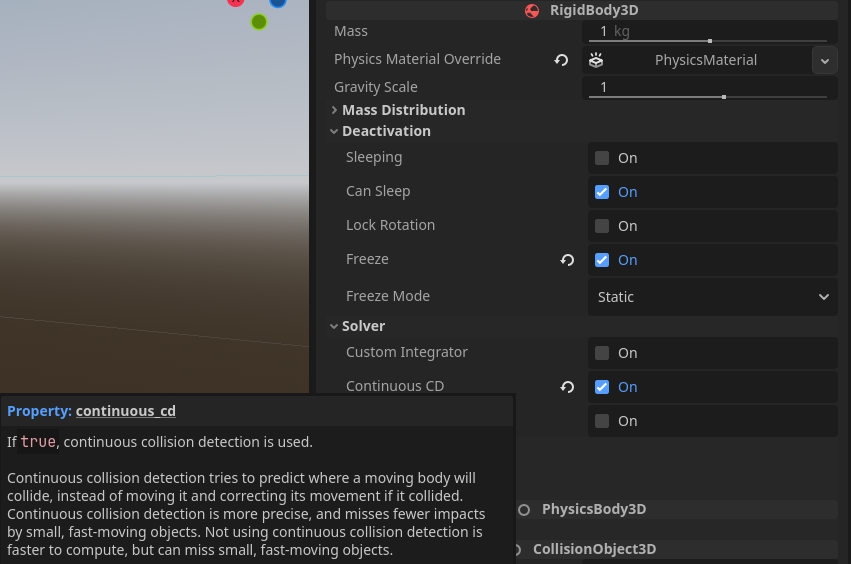 RigidBody3D
Mass 1 kg
Physics Material Override PhysicsMaterial
Gravity Scale 1
Mass Distribution
Deactivation
Sleeping On
Can Sleep On
Lock Rotation On
Freeze On
Freeze Mode Static
Solver
Custom Integrator On
Continuous CD On
On
Property: continuous_cd
If true, continuous collision detection is used.
Continuous collision detection tries to predict where a moving body will
collide, instead of moving it and correcting its movement if it collided.
Continuous collision detection is more precise, and misses fewer impacts
by small, fast-moving objects. Not using continuous collision detection is
faster to compute, but can miss small, fast-moving objects.
PhysicsBody3D
CollisionObject3D